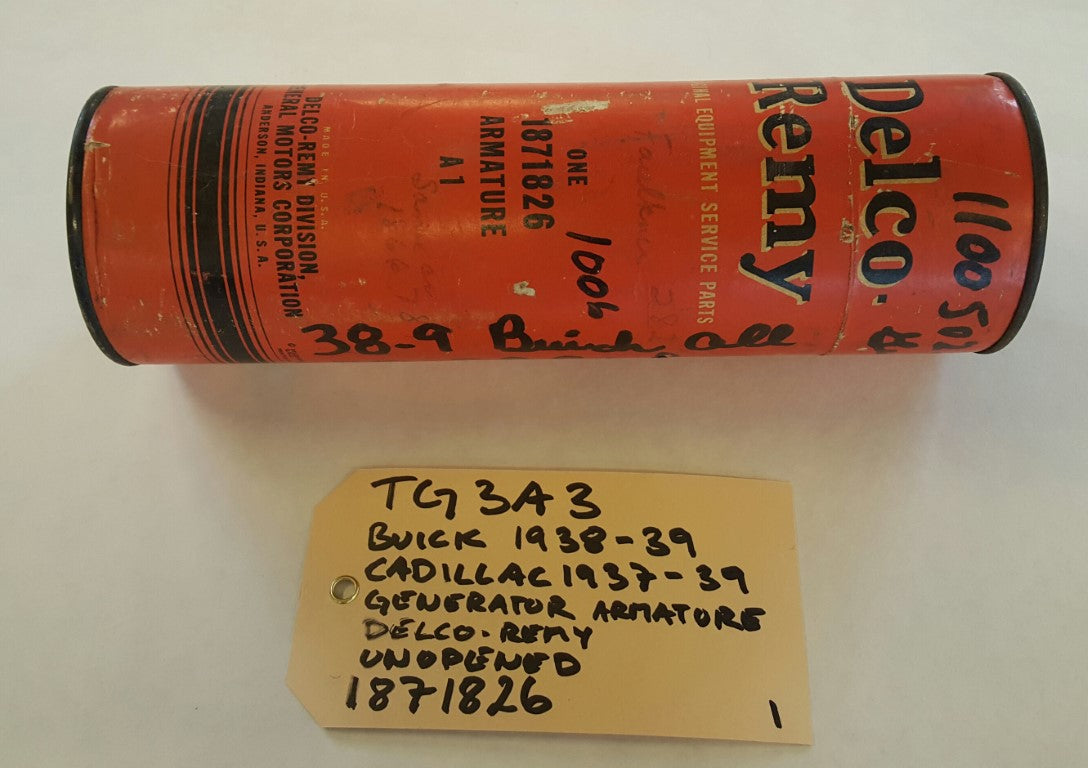 Delco-
Remy
ORIGINAL EQUIPMENT SERVICE PARTS
ONE
1871826
ARMATURE
A1
MADE IN U.S.A.
DELCO-REMY DIVISION,
GENERAL MOTORS CORPORATION
ANDERSON, INDIANA, U.S.A.
1100502
1006
38-9 Buick all
TG3A3
BUICK 1938-39
CADILLAC 1937-39
GENERATOR ARMATURE
DELCO-REMY
UNOPENED
1871826
1